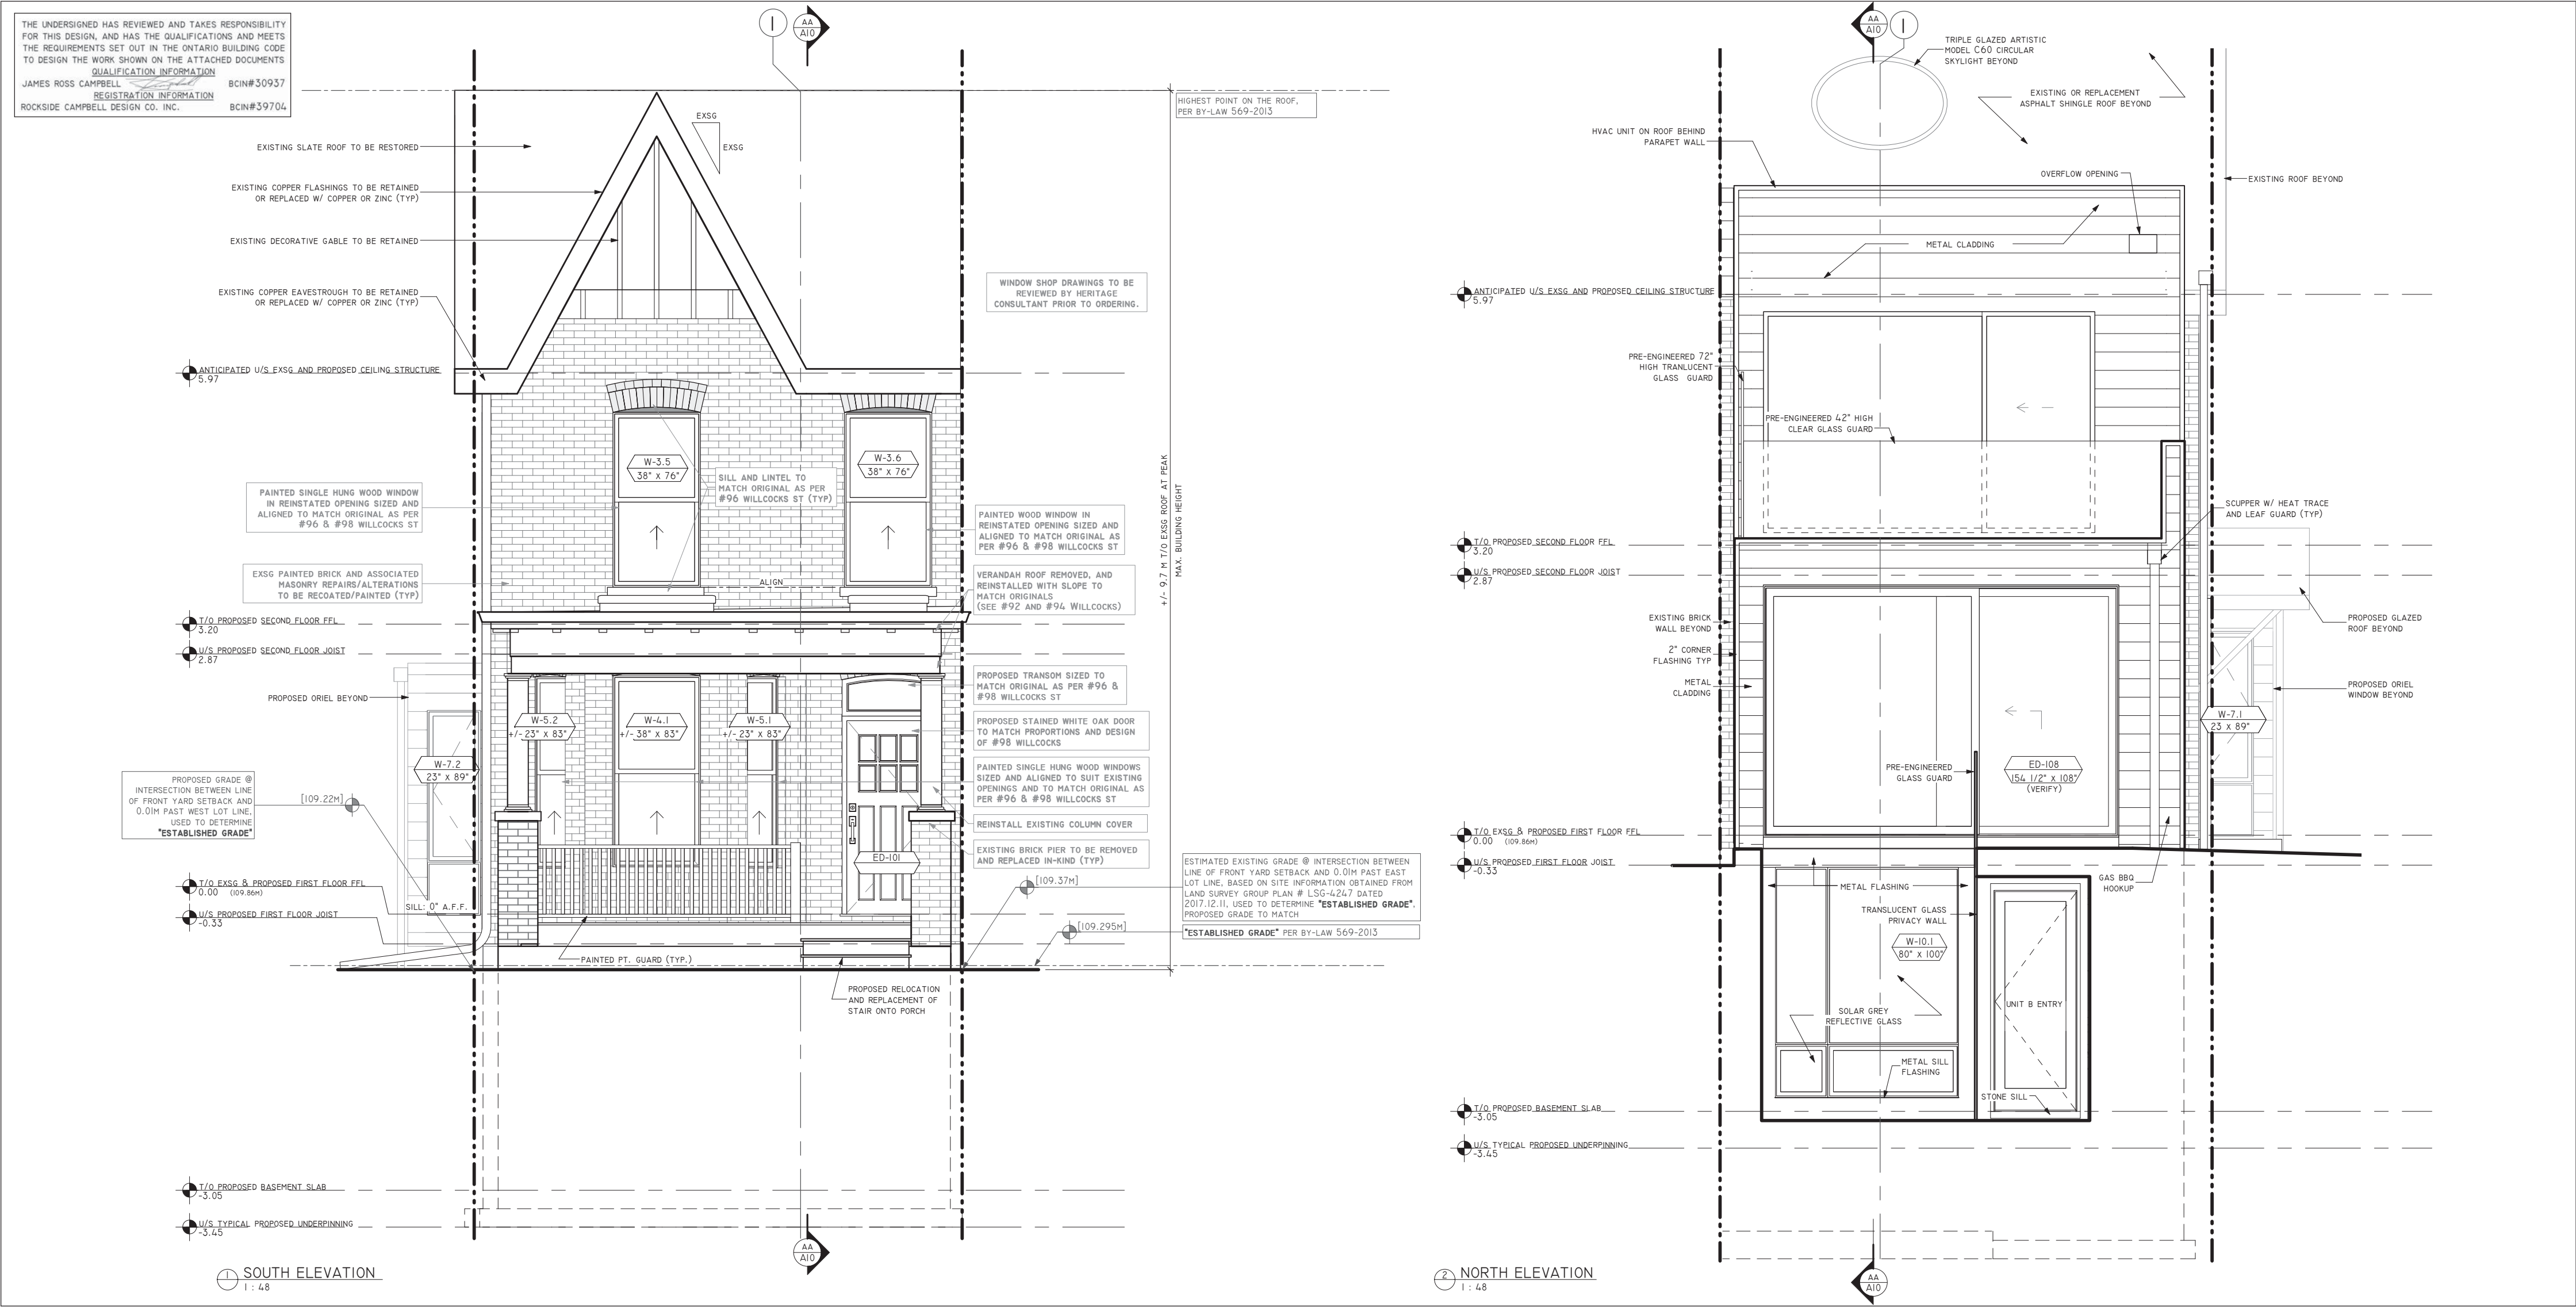 THE UNDERSIGNED HAS REVIEWED AND TAKES RESPONSIBILITY
FOR THIS DESIGN, AND HAS THE QUALIFICATIONS AND MEETS
THE REQUIREMENTS SET OUT IN THE ONTARIO BUILDING CODE
TO DESIGN THE WORK SHOWN ON THE ATTACHED DOCUMENTS
QUALIFICATION INFORMATION
JAMES ROSS CAMPBELL BCIN#30937
REGISTRATION INFORMATION
ROCKSIDE CAMPBELL DESIGN CO. INC. BCIN#39704
1
AA
A10
HIGHEST POINT ON THE ROOF,
PER BY-LAW 569-2013
EXSG
EXSG
EXISTING SLATE ROOF TO BE RESTORED
EXISTING COPPER FLASHINGS TO BE RETAINED
OR REPLACED W/ COPPER OR ZINC (TYP)
EXISTING DECORATIVE GABLE TO BE RETAINED
EXISTING COPPER EAVESTROUGH TO BE RETAINED
OR REPLACED W/ COPPER OR ZINC (TYP)
WINDOW SHOP DRAWINGS TO BE
REVIEWED BY HERITAGE
CONSULTANT PRIOR TO ORDERING.
ANTICIPATED U/S EXSG AND PROPOSED CEILING STRUCTURE
5.97
W-3.5
38" X 76"
W-3.6
38" X 76"
SILL AND LINTEL TO
MATCH ORIGINAL AS PER
#96 WILLCOCKS ST (TYP)
PAINTED SINGLE HUNG WOOD WINDOW
IN REINSTATED OPENING SIZED AND
ALIGNED TO MATCH ORIGINAL AS PER
#96 & #98 WILLCOCKS ST
PAINTED WOOD WINDOW IN
REINSTATED OPENING SIZED AND
ALIGNED TO MATCH ORIGINAL AS
PER #96 & #98 WILLCOCKS ST
+/- 9.7 M T/O EXSG ROOF AT PEAK
MAX. BUILDING HEIGHT
EXSG PAINTED BRICK AND ASSOCIATED
MASONRY REPAIRS/ALTERATIONS
TO BE RECOATED/PAINTED (TYP)
ALIGN
VERANDAH ROOF REMOVED, AND
REINSTALLED WITH SLOPE TO
MATCH ORIGINALS
(SEE #92 AND #94 WILLCOCKS)
T/O PROPOSED SECOND FLOOR FFL
3.20
U/S PROPOSED SECOND FLOOR JOIST
2.87
PROPOSED ORIEL BEYOND
PROPOSED TRANSOM SIZED TO
MATCH ORIGINAL AS PER #96 &
#98 WILLCOCKS ST
W-5.2
+/- 23" X 83"
W-4.1
+/- 38" X 83"
W-5.1
+/- 23" X 83"
PROPOSED STAINED WHITE OAK DOOR
TO MATCH PROPORTIONS AND DESIGN
OF #98 WILLCOCKS
W-7.2
23" X 89"
PAINTED SINGLE HUNG WOOD WINDOWS
SIZED AND ALIGNED TO SUIT EXISTING
OPENINGS AND TO MATCH ORIGINAL AS
PER #96 & #98 WILLCOCKS ST
PROPOSED GRADE @
INTERSECTION BETWEEN LINE
OF FRONT YARD SETBACK AND
0.01M PAST WEST LOT LINE,
USED TO DETERMINE
"ESTABLISHED GRADE"
[109.22M]
REINSTALL EXISTING COLUMN COVER
EXISTING BRICK PIER TO BE REMOVED
AND REPLACED IN-KIND (TYP)
ED-101
[109.37M]
ESTIMATED EXISTING GRADE @ INTERSECTION BETWEEN
LINE OF FRONT YARD SETBACK AND 0.01M PAST EAST
LOT LINE, BASED ON SITE INFORMATION OBTAINED FROM
LAND SURVEY GROUP PLAN # LSG-4247 DATED
2017.12.11, USED TO DETERMINE "ESTABLISHED GRADE".
PROPOSED GRADE TO MATCH
T/O EXSG & PROPOSED FIRST FLOOR FFL
0.00 (109.86M)
SILL: 0" A.F.F.
U/S PROPOSED FIRST FLOOR JOIST
-0.33
[109.295M]
"ESTABLISHED GRADE" PER BY-LAW 569-2013
PAINTED PT. GUARD (TYP.)
PROPOSED RELOCATION
AND REPLACEMENT OF
STAIR ONTO PORCH
T/O PROPOSED BASEMENT SLAB
-3.05
U/S TYPICAL PROPOSED UNDERPINNING
-3.45
AA
A10
1 SOUTH ELEVATION
1 : 48
AA
A10
1
TRIPLE GLAZED ARTISTIC
MODEL C60 CIRCULAR
SKYLIGHT BEYOND
EXISTING OR REPLACEMENT
ASPHALT SHINGLE ROOF BEYOND
HVAC UNIT ON ROOF BEHIND
PARAPET WALL
OVERFLOW OPENING
EXISTING ROOF BEYOND
METAL CLADDING
ANTICIPATED U/S EXSG AND PROPOSED CEILING STRUCTURE
5.97
PRE-ENGINEERED 72"
HIGH TRANLUCENT
GLASS GUARD
PRE-ENGINEERED 42" HIGH
CLEAR GLASS GUARD
SCUPPER W/ HEAT TRACE
AND LEAF GUARD (TYP)
T/O PROPOSED SECOND FLOOR FFL
3.20
U/S PROPOSED SECOND FLOOR JOIST
2.87
EXISTING BRICK
WALL BEYOND
PROPOSED GLAZED
ROOF BEYOND
2" CORNER
FLASHING TYP
METAL
CLADDING
PROPOSED ORIEL
WINDOW BEYOND
W-7.1
23 X 89"
PRE-ENGINEERED
GLASS GUARD
ED-108
154 1/2" X 108"
(VERIFY)
T/O EXSG & PROPOSED FIRST FLOOR FFL
0.00 (109.86M)
U/S PROPOSED FIRST FLOOR JOIST
-0.33
GAS BBQ
HOOKUP
METAL FLASHING
TRANSLUCENT GLASS
PRIVACY WALL
W-10.1
80" X 100"
UNIT B ENTRY
SOLAR GREY
REFLECTIVE GLASS
METAL SILL
FLASHING
STONE SILL
T/O PROPOSED BASEMENT SLAB
-3.05
U/S TYPICAL PROPOSED UNDERPINNING
-3.45
AA
A10
2 NORTH ELEVATION
1 : 48